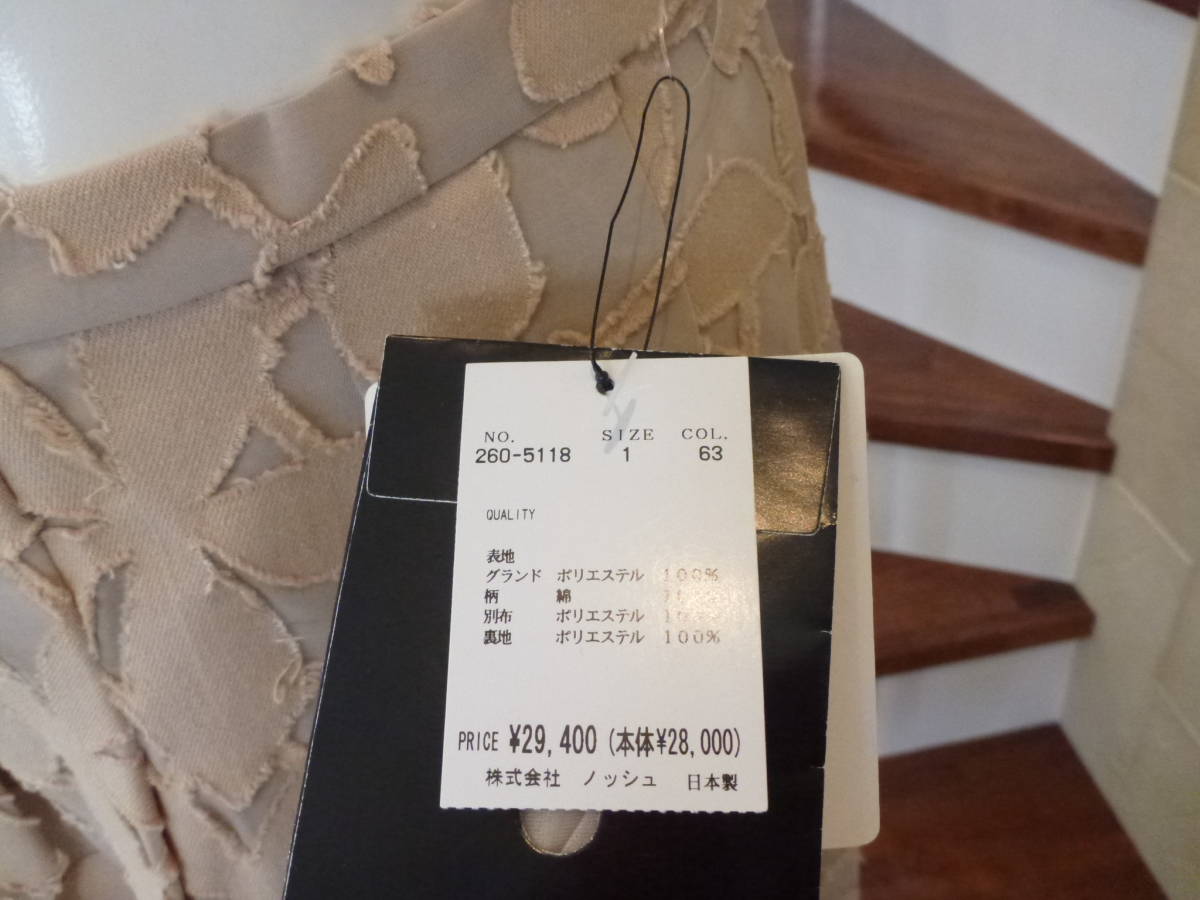 NO. SIZE COL.
260-5118 1 63
QUALITY
表地
グランド ポリエステル 100%
柄 綿
別布 ポリエステル
裏地 ポリエステル 100%
PRICE ¥29,400 (本体¥28,000)
株式会社 ノッシュ 日本製